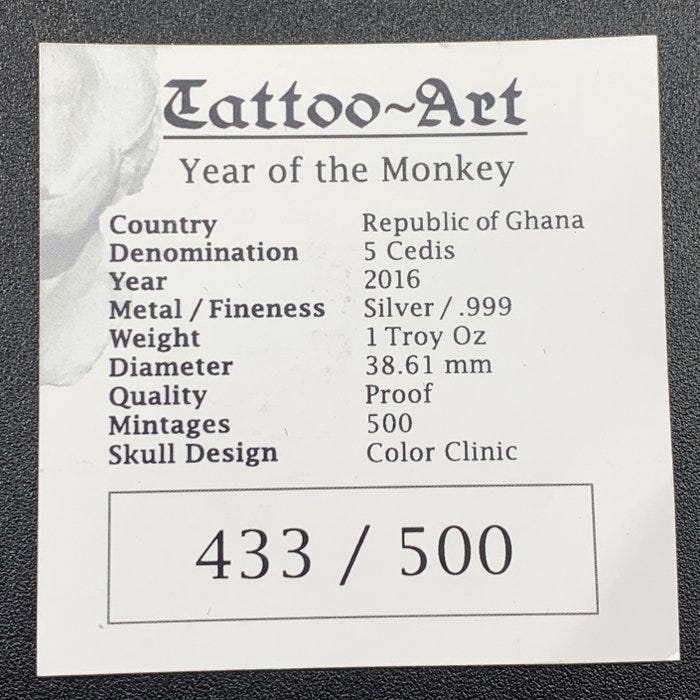 Tattoo~Art
Year of the Monkey
Country Republic of Ghana
Denomination 5 Cedis
Year 2016
Metal / Fineness Silver / .999
Weight 1 Troy Oz
Diameter 38.61 mm
Quality Proof
Mintages 500
Skull Design Color Clinic
433 / 500